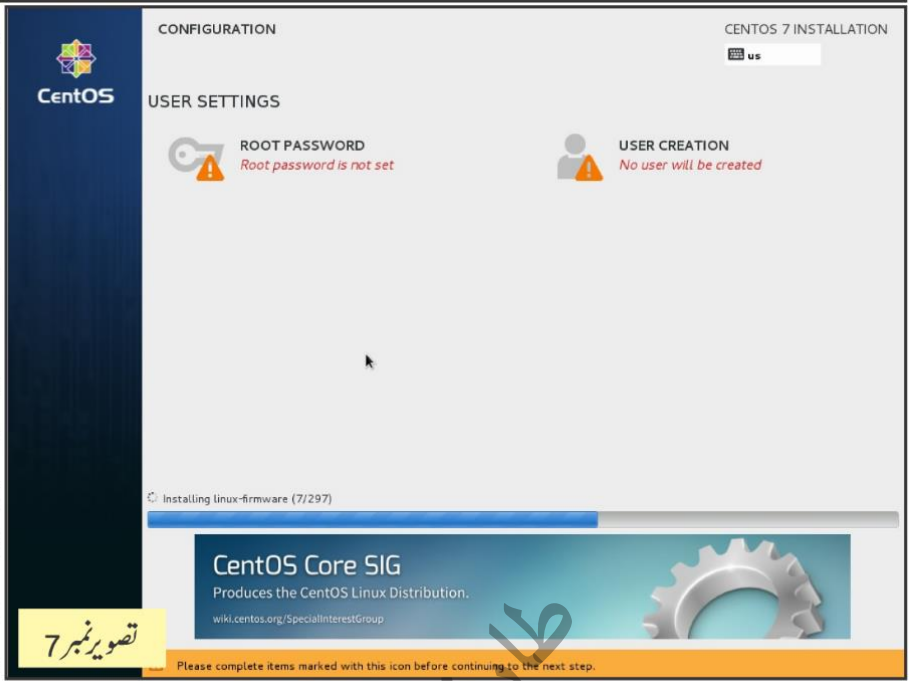 CONFIGURATION
CENTOS 7 INSTALLATION
us
CentOS
USER SETTINGS
ROOT PASSWORD
Root password is not set
USER CREATION
No user will be created
Installing linux-firmware (7/297)
CentOS Core SIG
Produces the CentOS Linux Distribution.
wiki.centos.org/SpecialInterestGroup
تصویر نمبر 7
Please complete items marked with this icon before continuing to the next step.